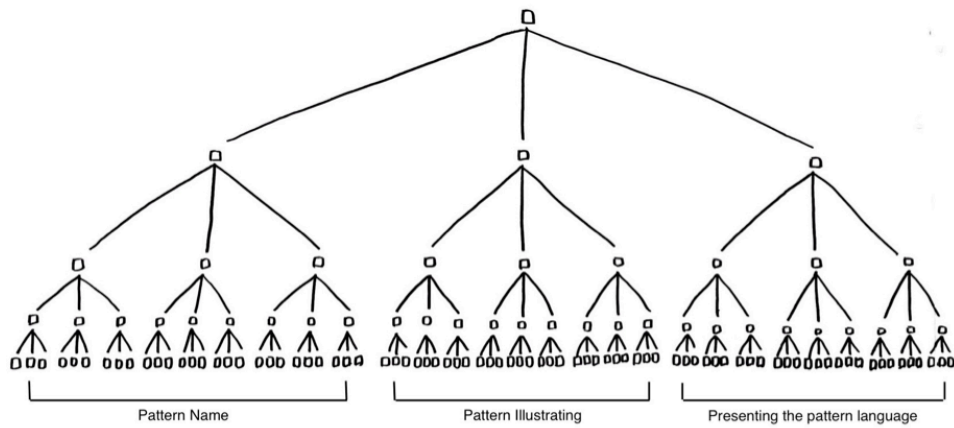 Pattern Name
Pattern Illustrating
Presenting the pattern language